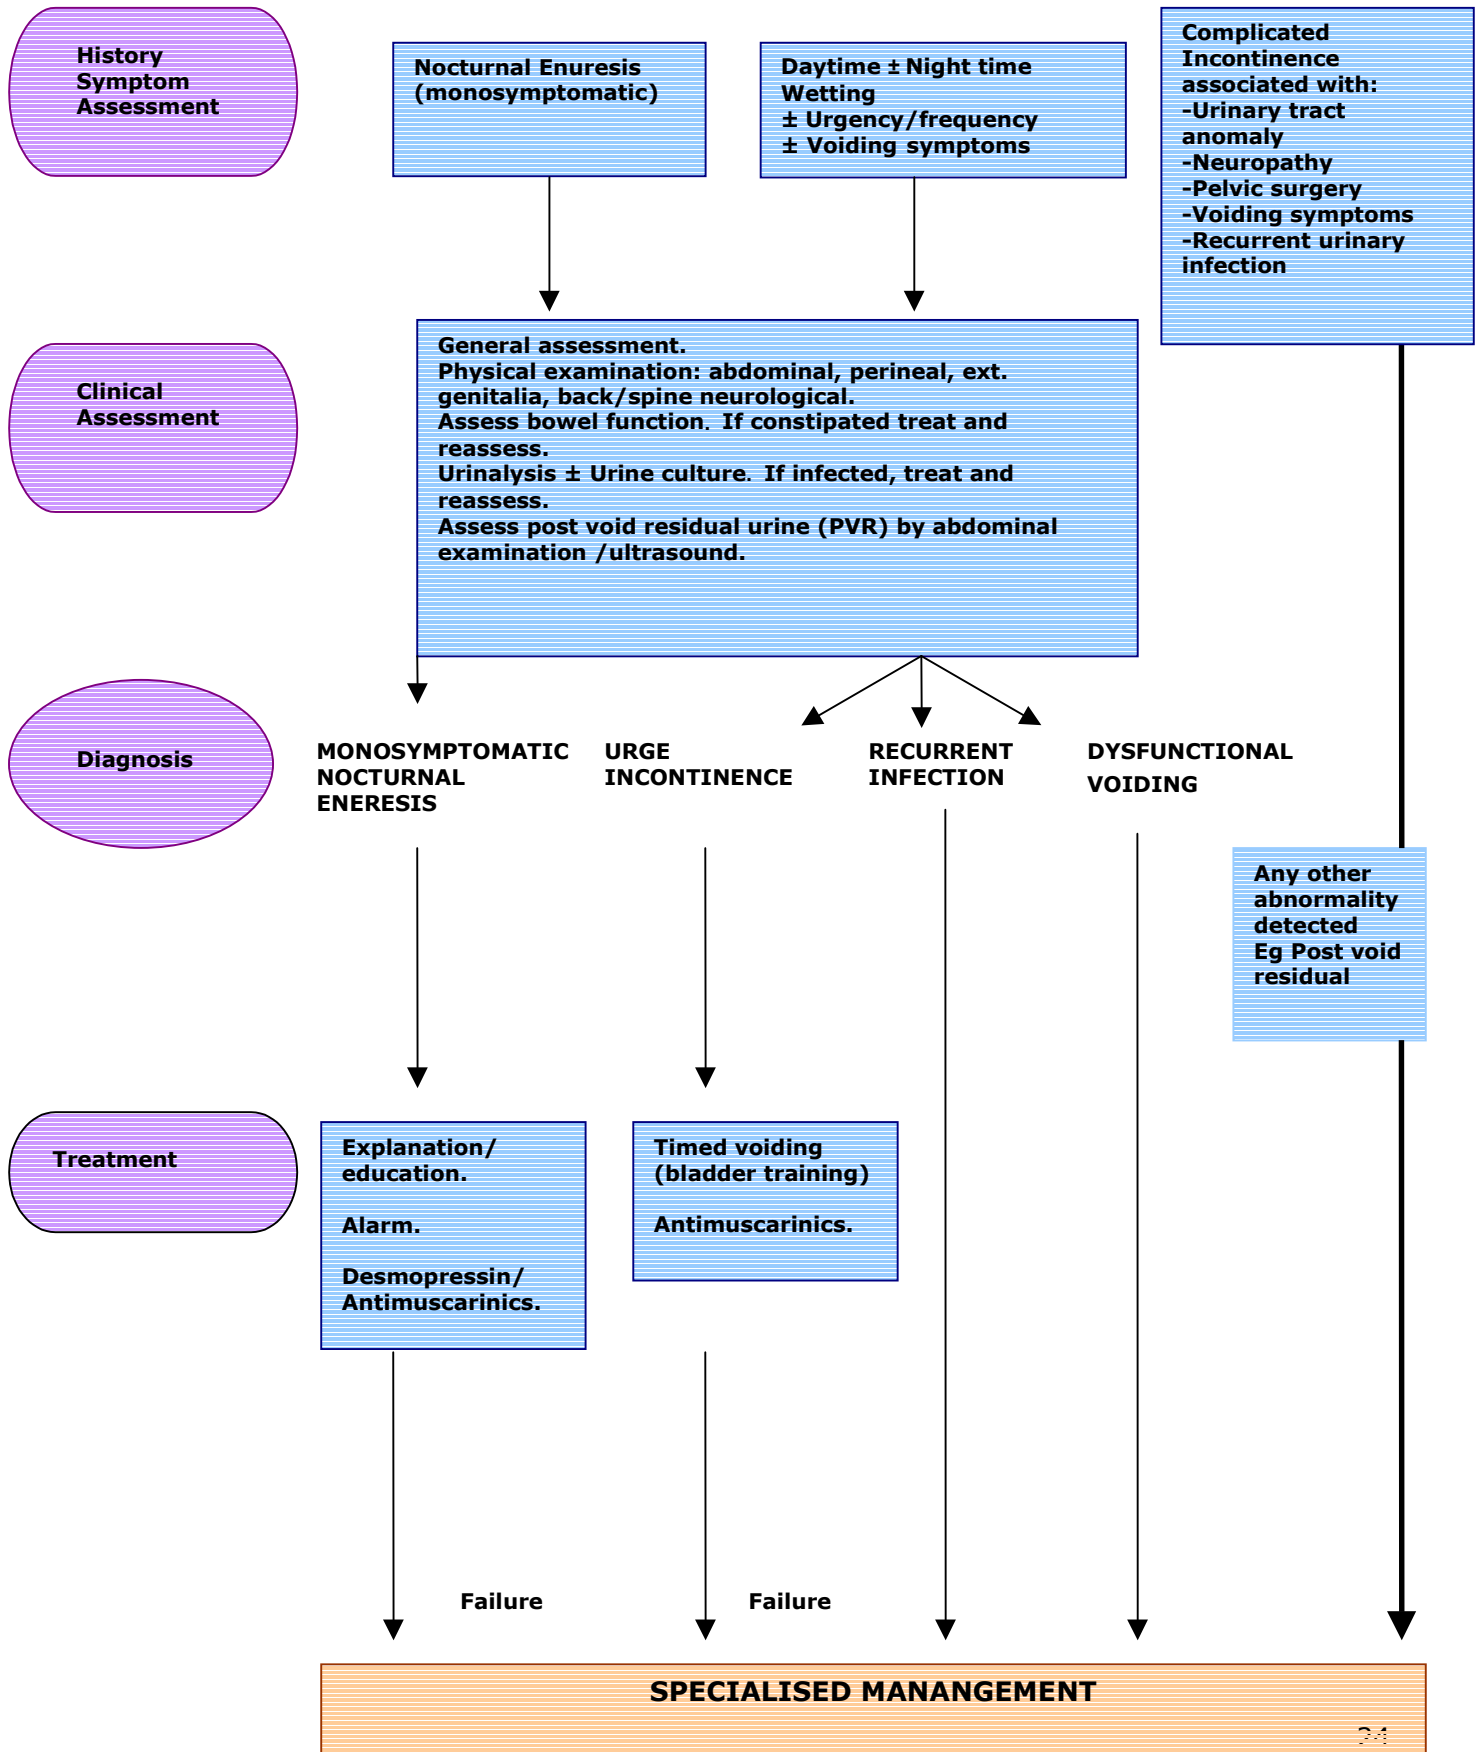 History
Symptom
Assessment
Nocturnal Enuresis
(monosymptomatic)
Daytime ± Night time
Wetting
± Urgency/frequency
± Voiding symptoms
Complicated
Incontinence
associated with:
-Urinary tract
anomaly
-Neuropathy
-Pelvic surgery
-Voiding symptoms
-Recurrent urinary
infection
Clinical
Assessment
General assessment.
Physical examination: abdominal, perineal, ext.
genitalia, back/spine neurological.
Assess bowel function. If constipated treat and
reassess.
Urinalysis ± Urine culture. If infected, treat and
reassess.
Assess post void residual urine (PVR) by abdominal
examination /ultrasound.
Diagnosis
MONOSYMPTOMATIC
NOCTURNAL
ENERESIS
URGE
INCONTINENCE
RECURRENT
INFECTION
DYSFUNCTIONAL
VOIDING
Any other
abnormality
detected
Eg Post void
residual
Treatment
Explanation/
education.
Alarm.
Desmopressin/
Antimuscarinics.
Timed voiding
(bladder training)
Antimuscarinics.
Failure
Failure
SPECIALISED MANANGEMENT